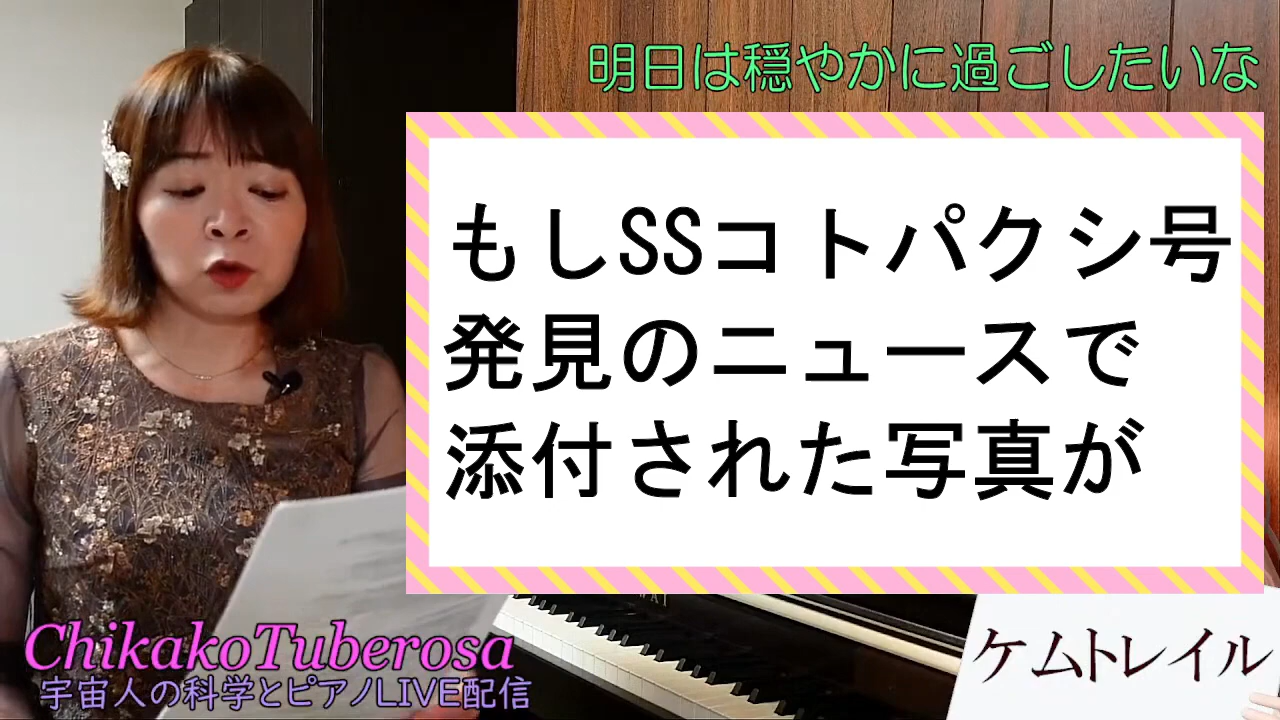 明日は穏やかに過ごしたいな
もしSSコトパクシ号
発見のニュースで
添付された写真が
ChikakoTuberosa
宇宙人の科学とピアノLIVE配信
ケムトレイル